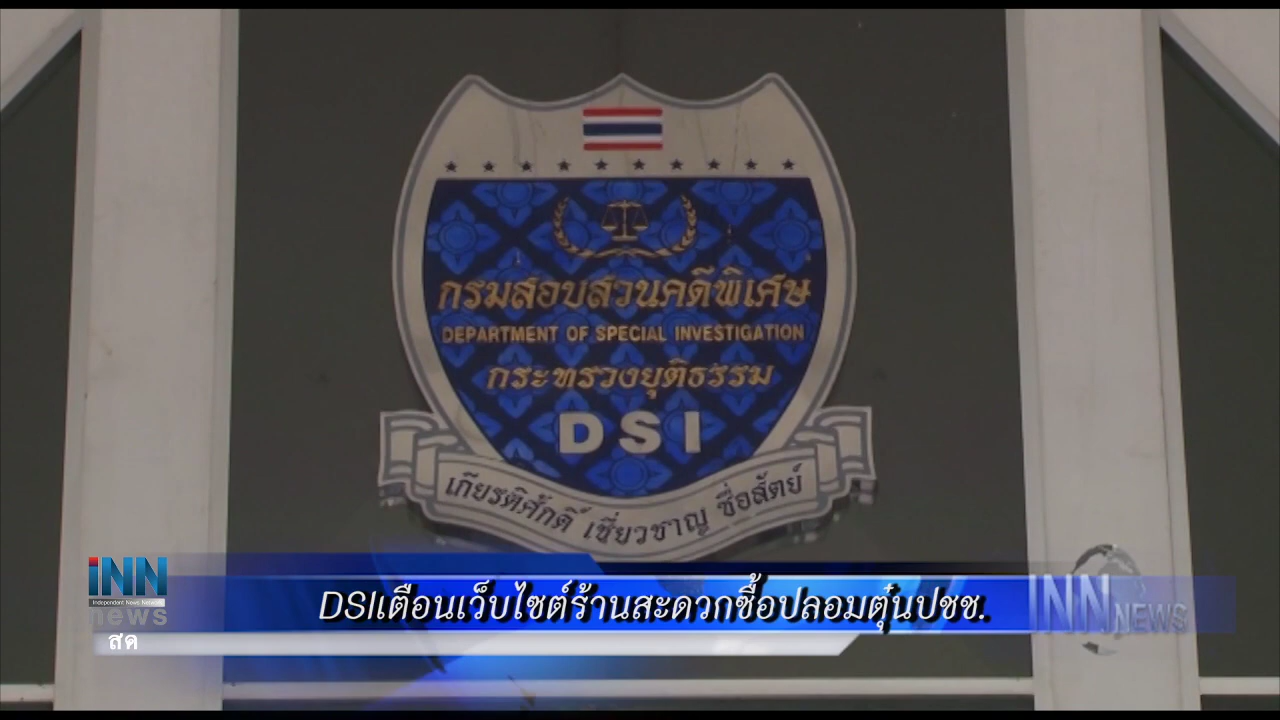 กรมสอบสวนคดีพิเศษ
DEPARTMENT OF SPECIAL INVESTIGATION
กระทรวงยุติธรรม
DSI
เกียรติศักดิ์ เชี่ยวชาญ ซื่อสัตย์
iNN
Independent News Network
news
สด
DSIเตือนเว็บไซต์ร้านสะดวกซื้อปลอมตุ๋นปชช.
INN NEWS